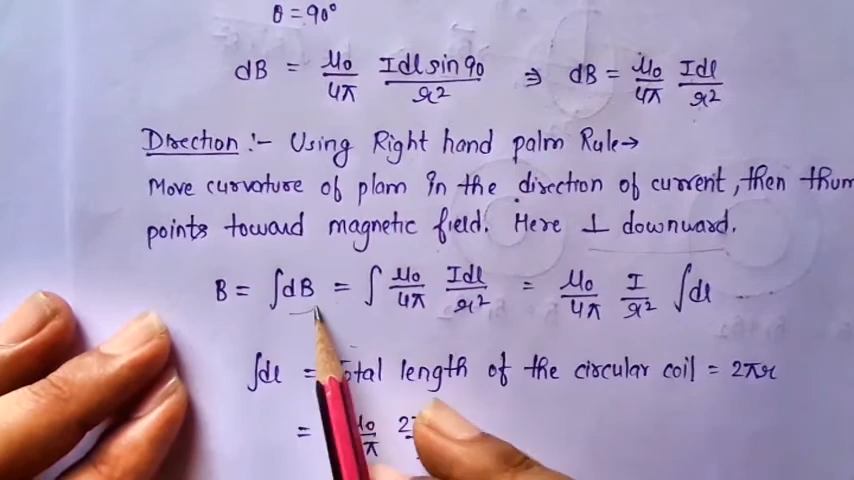 θ = 90°
dB = μ₀/4π Idl sin 90/r² ⇒ dB = μ₀/4π Idl/r²
Direction :- Using Right hand palm Rule→
Move curvature of plam in the direction of current, then thum
points toward magnetic field. Here ⊥ downward.
B = ∫dB = ∫ μ₀/4π Idl/r² = μ₀/4π I/r² ∫dl
∫dl = Total length of the circular coil = 2πr
=